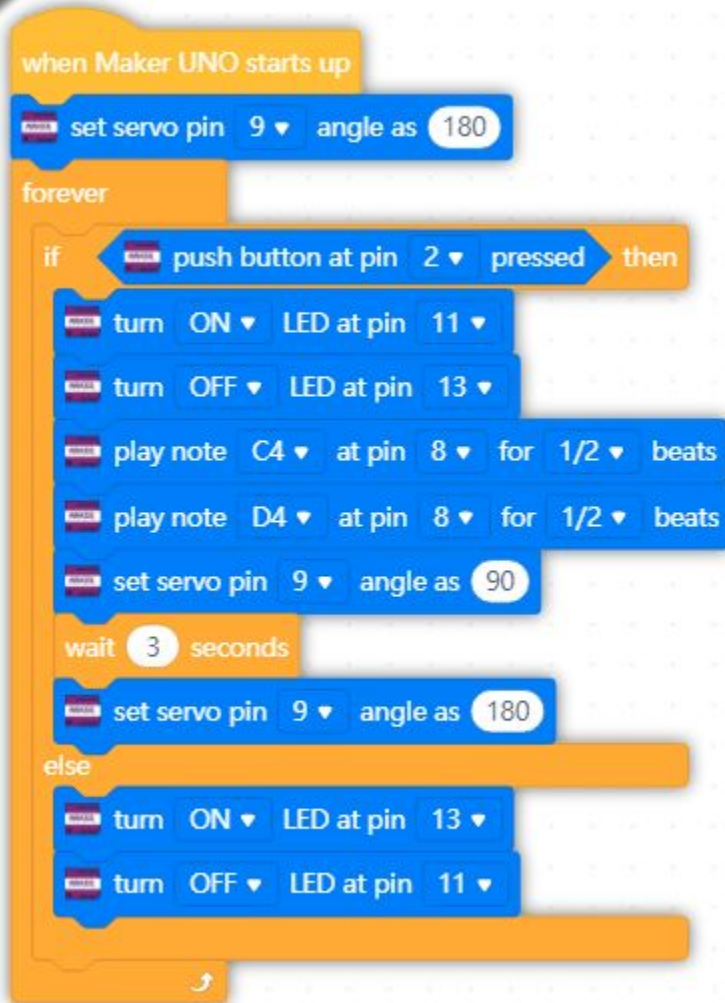 when Maker UNO starts up
set servo pin 9 angle as 180
forever
if push button at pin 2 pressed then
turn ON LED at pin 11
turn OFF LED at pin 13
play note C4 at pin 8 for 1/2 beats
play note D4 at pin 8 for 1/2 beats
set servo pin 9 angle as 90
wait 3 seconds
set servo pin 9 angle as 180
else
turn ON LED at pin 13
turn OFF LED at pin 11